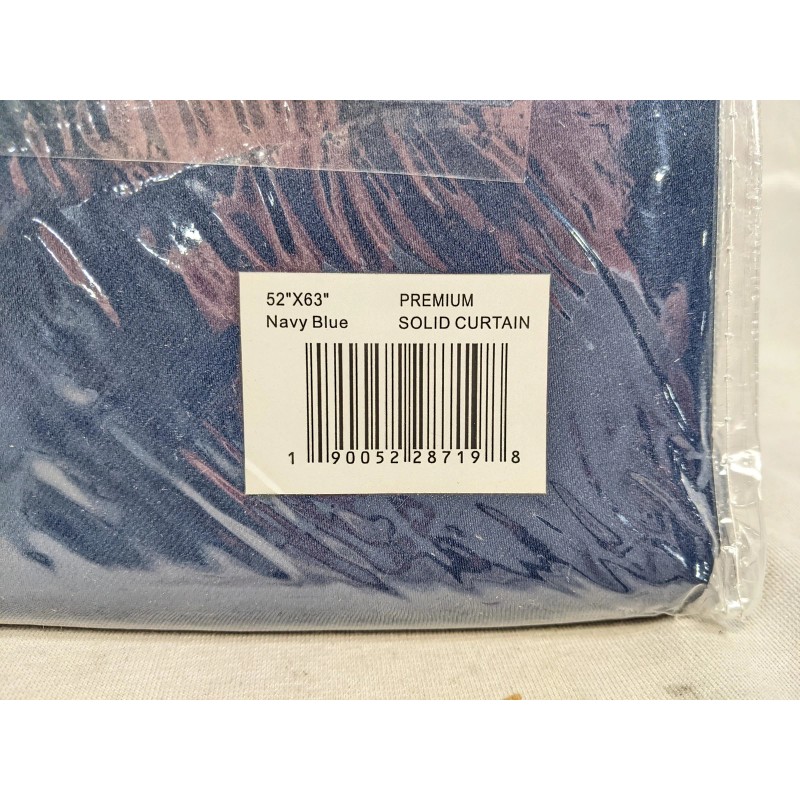 52"X63" PREMIUM
Navy Blue SOLID CURTAIN
1 90052 28719 8